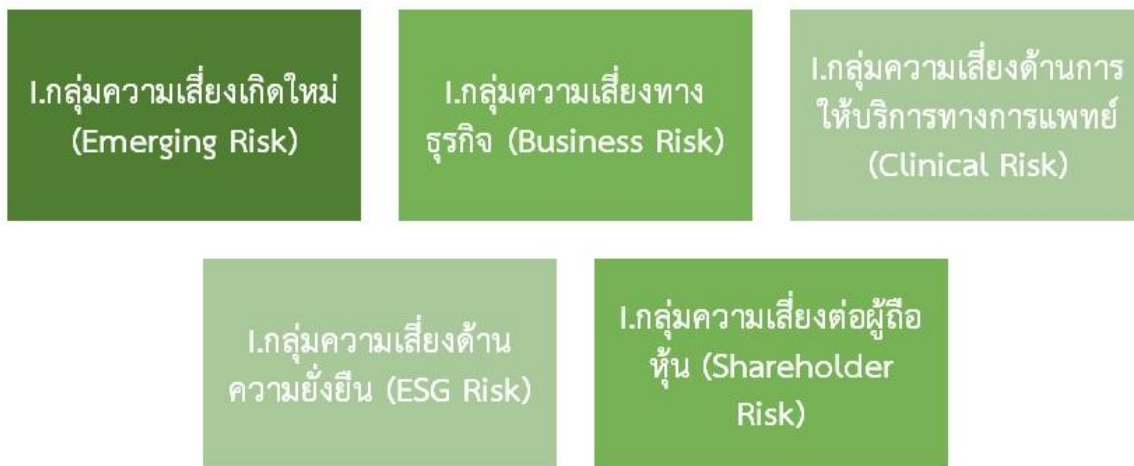 I.กลุ่มความเสี่ยงเกิดใหม่
(Emerging Risk)
I.กลุ่มความเสี่ยงทาง
ธุรกิจ (Business Risk)
I.กลุ่มความเสี่ยงด้านการ
ให้บริการทางการแพทย์
(Clinical Risk)
I.กลุ่มความเสี่ยงด้าน
ความยั่งยืน (ESG Risk)
I.กลุ่มความเสี่ยงต่อผู้ถือ
หุ้น (Shareholder
Risk)